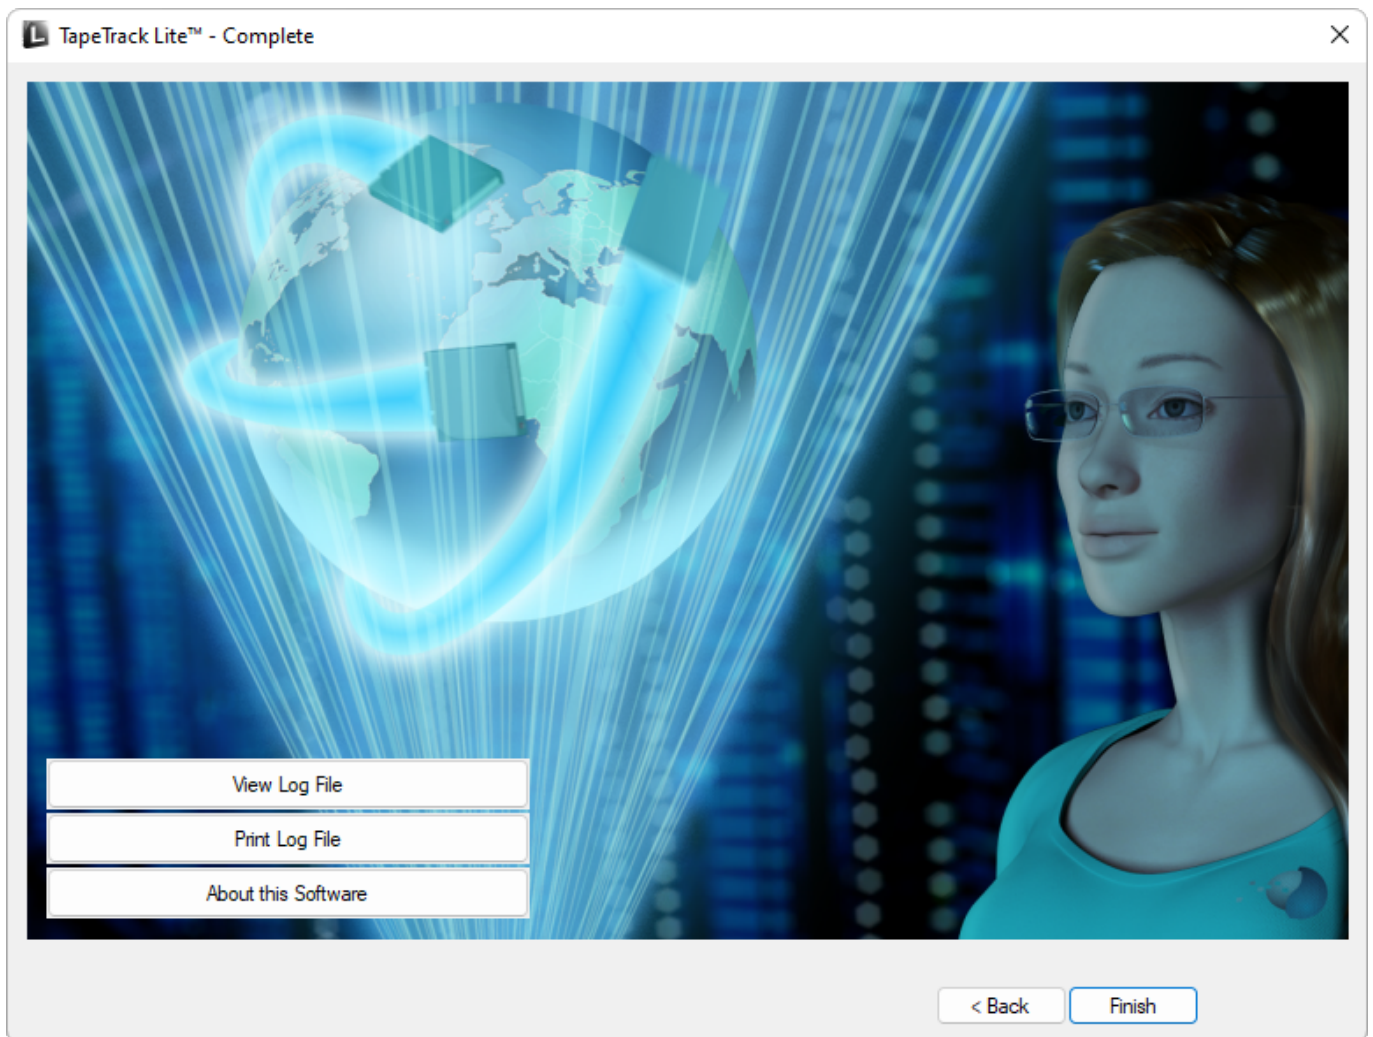 TapeTrack Lite™ - Complete
View Log File
Print Log File
About this Software
< Back
Finish